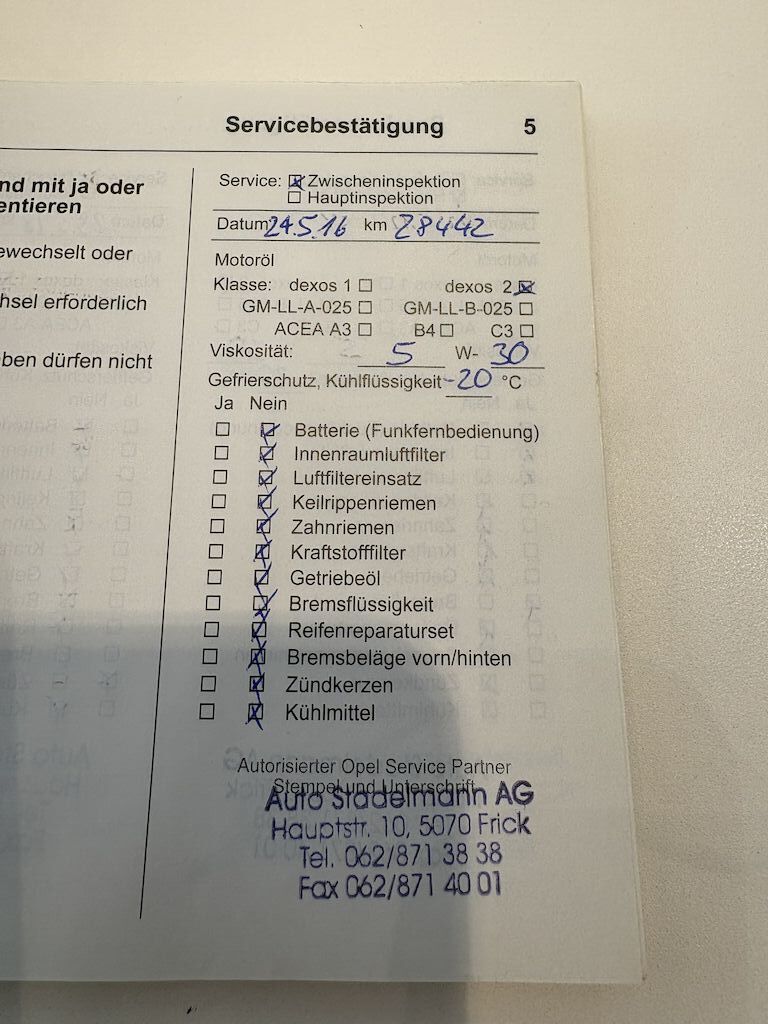 Servicebestätigung 5
nd mit ja oder
entieren
ewechselt oder
hsel erforderlich
ben dürfen nicht
Service: ☒ Zwischeninspektion
☐ Hauptinspektion
Datum 24.5.16 km 28442
Motoröl
Klasse: dexos 1 ☐ dexos 2 ☒
GM-LL-A-025 ☐ GM-LL-B-025 ☐
ACEA A3 ☐ B4 ☐ C3 ☐
Viskosität: 5 W- 30
Gefrierschutz, Kühlflüssigkeit -20 °C
Ja Nein
☐ ☒ Batterie (Funkfernbedienung)
☐ ☒ Innenraumluftfilter
☐ ☒ Luftfiltereinsatz
☐ ☒ Keilrippenriemen
☐ ☒ Zahnriemen
☐ ☒ Kraftstofffilter
☐ ☒ Getriebeöl
☐ ☒ Bremsflüssigkeit
☐ ☒ Reifenreparaturset
☐ ☒ Bremsbeläge vorn/hinten
☐ ☒ Zündkerzen
☐ ☒ Kühlmittel
Autorisierter Opel Service Partner
Stempel und Unterschrift
Auto Stadelmann AG
Hauptstr. 10, 5070 Frick
Tel. 062/871 38 38
Fax 062/871 40 01